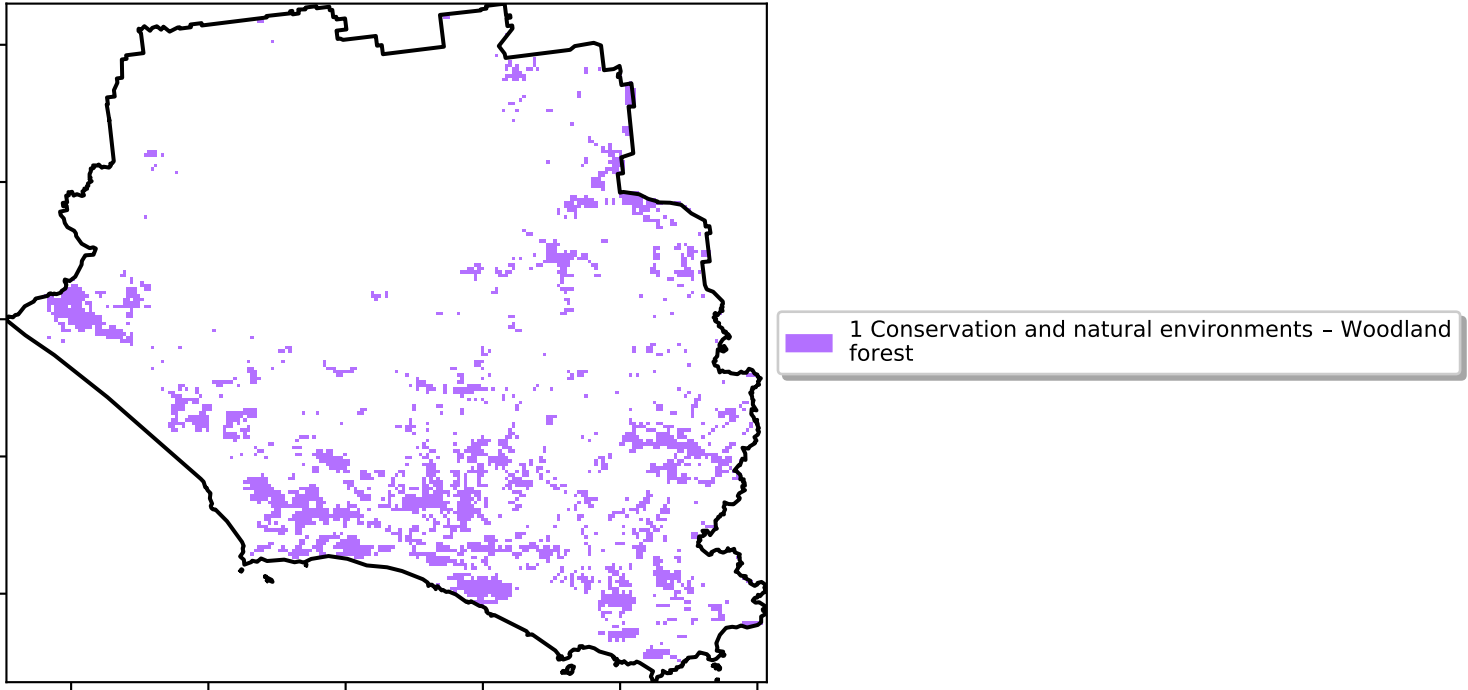 1 Conservation and natural environments – Woodland
forest